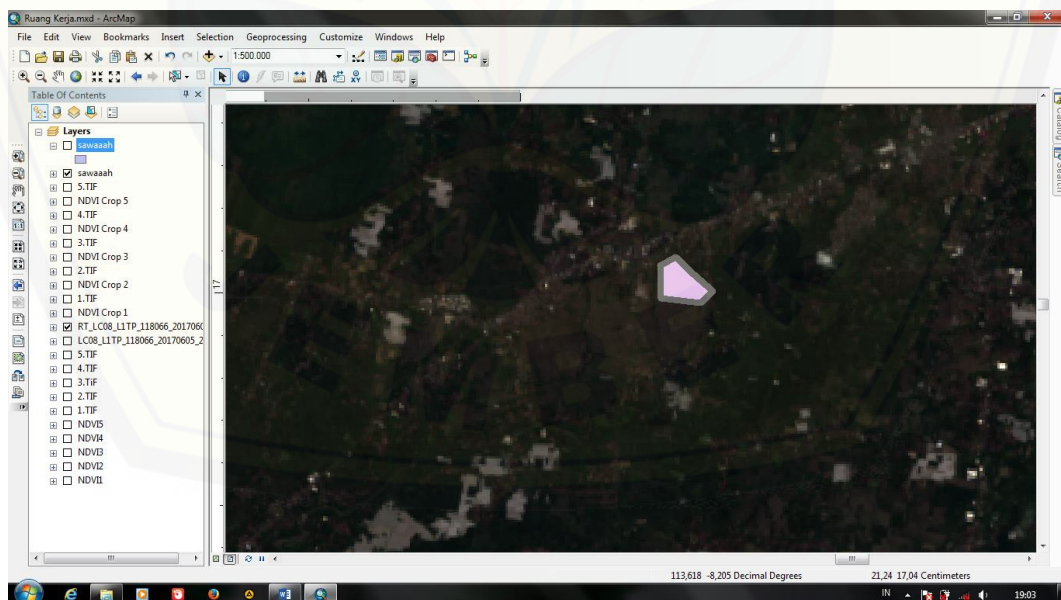 Ruang Kerja.mxd - ArcMap
File Edit View Bookmarks Insert Selection Geoprocessing Customize Windows Help
1:500.000
Table Of Contents
Layers
sawaaah
sawaaah
5.TIF
NDVI Crop 5
4.TIF
NDVI Crop 4
3.TIF
NDVI Crop 3
2.TIF
NDVI Crop 2
1.TIF
NDVI Crop 1
RT_LC08_L1TP_118066_201706
LC08_L1TP_118066_20170605_2
5.TIF
4.TIF
3.TIF
2.TIF
1.TIF
NDVI5
NDVI4
NDVI3
NDVI2
NDVI1
17
Catalog
Search
113,618 -8,205 Decimal Degrees
21,24 17,04 Centimeters
IN
19:03